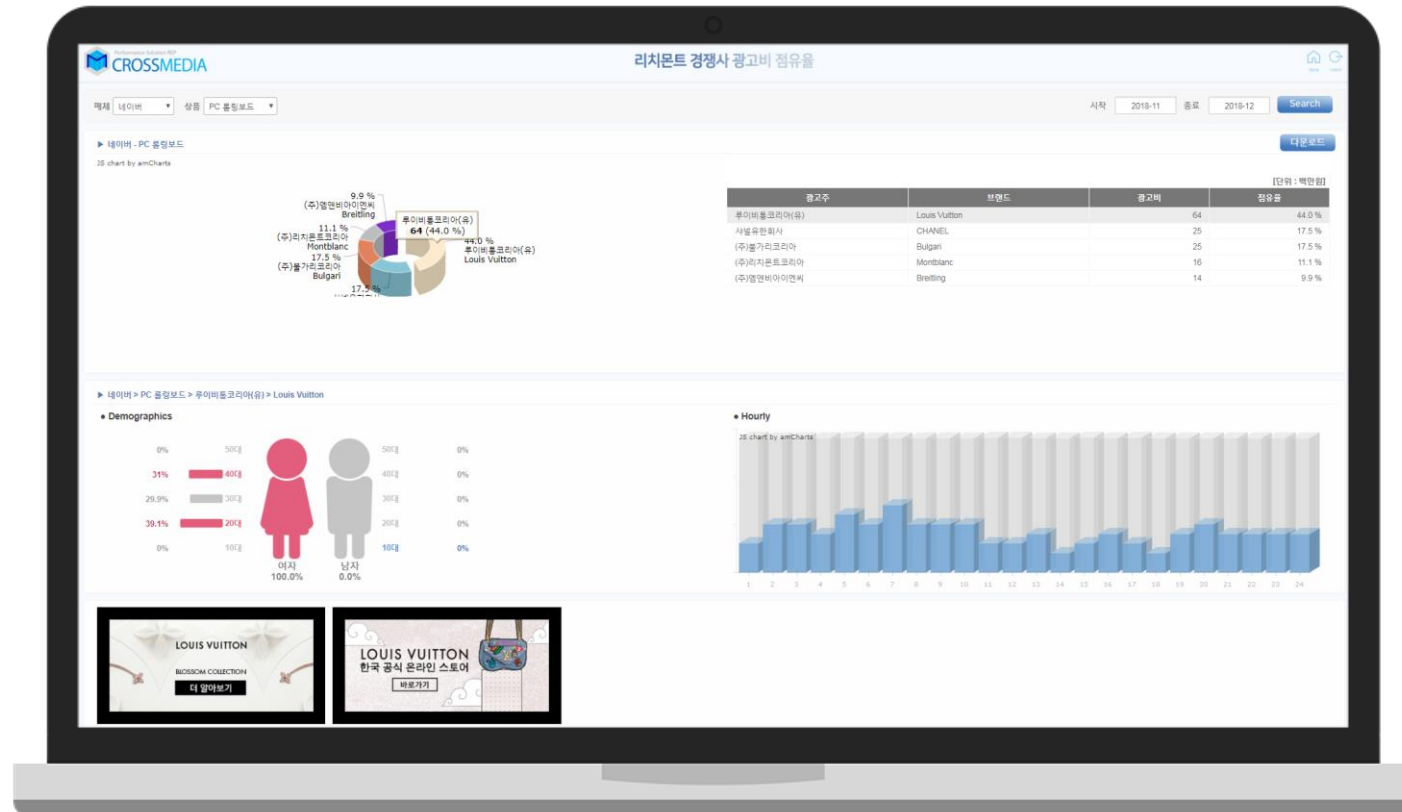 Performance Solution REP
CROSSMEDIA
리치몬트 경쟁사 광고비 점유율
매체 네이버 상품 PC 롤링보드
시작 2018-11 종료 2018-12 Search
▶ 네이버 - PC 롤링보드
다운로드
JS chart by amCharts
[단위 : 백만원]
9.9 %
(주)엠앤비아이엔씨
Breitling
11.1 %
(주)리치몬트코리아
Montblanc
17.5 %
(주)불가리코리아
Bulgari
17.5 %
루이비통코리아(유)
64 (44.0 %)
44.0 %
루이비통코리아(유)
Louis Vuitton
광고주 브랜드 광고비 점유율
루이비통코리아(유) Louis Vuitton 64 44.0 %
샤넬유한회사 CHANEL 25 17.5 %
(주)불가리코리아 Bulgari 25 17.5 %
(주)리치몬트코리아 Montblanc 16 11.1 %
(주)엠앤비아이엔씨 Breitling 14 9.9 %
▶ 네이버 > PC 롤링보드 > 루이비통코리아(유) > Louis Vuitton
● Demographics
0% 50대 50대 0%
31% 40대 40대 0%
29.9% 30대 30대 0%
39.1% 20대 20대 0%
0% 10대 10대 0%
여자 남자
100.0% 0.0%
● Hourly
JS chart by amCharts
1 2 3 4 5 6 7 8 9 10 11 12 13 14 15 16 17 18 19 20 21 22 23 24
LOUIS VUITTON
BLOSSOM COLLECTION
더 알아보기
LOUIS VUITTON
한국 공식 온라인 스토어
바로가기